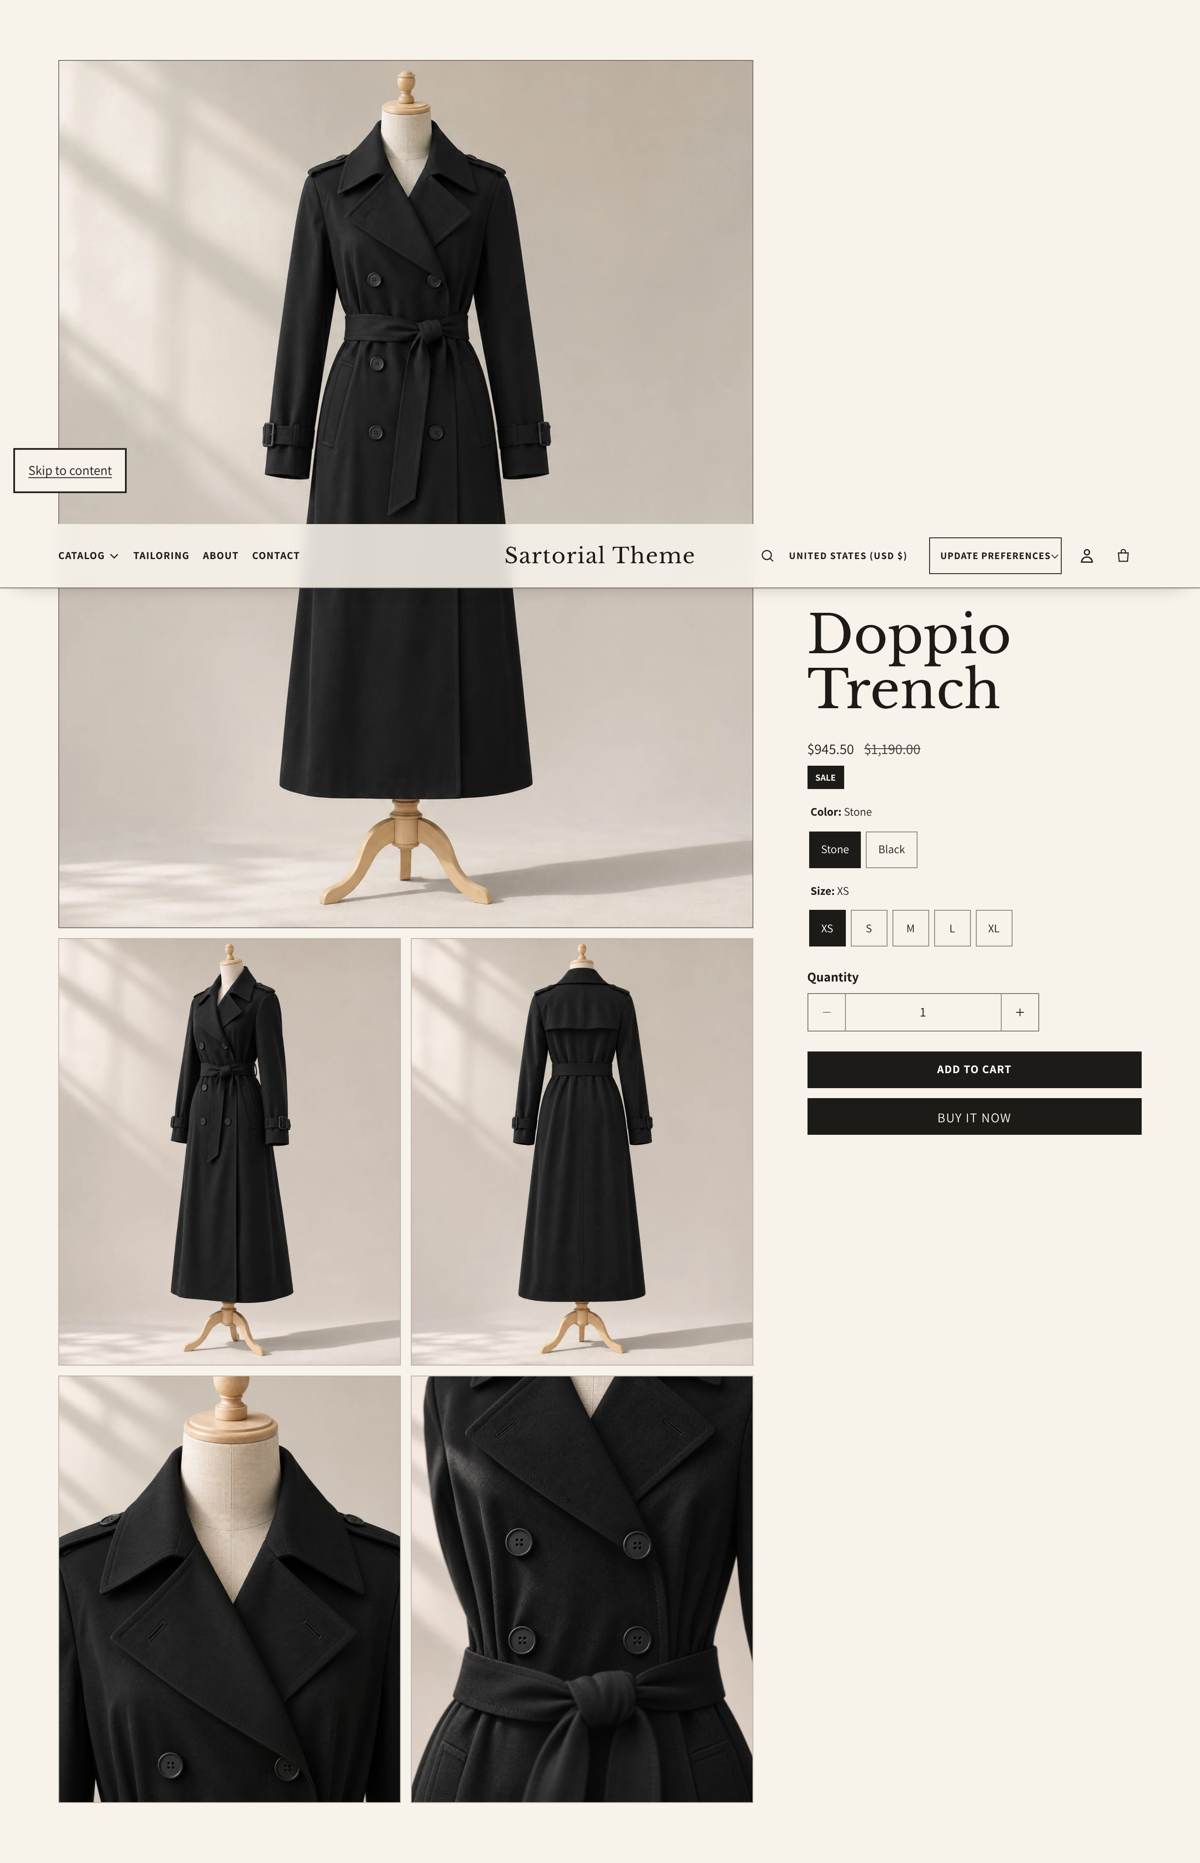 Skip to content
CATALOG TAILORING ABOUT CONTACT Sartorial Theme UNITED STATES (USD $) UPDATE PREFERENCES
Doppio
Trench
$945.50 $1,190.00
SALE
Color: Stone
Stone Black
Size: XS
XS S M L XL
Quantity
− 1 +
ADD TO CART
BUY IT NOW